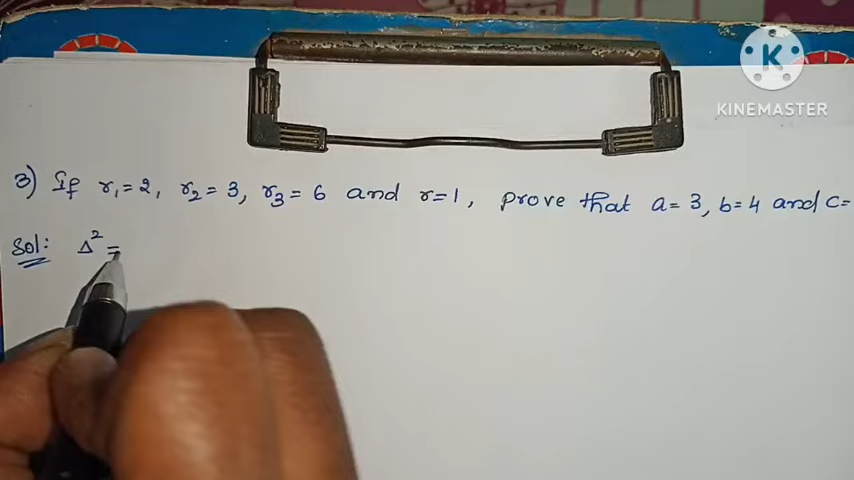 K
KINEMASTER
3) If r₁=2, r₂=3, r₃=6 and r=1, prove that a=3, b=4 and c=
Sol: Δ²=